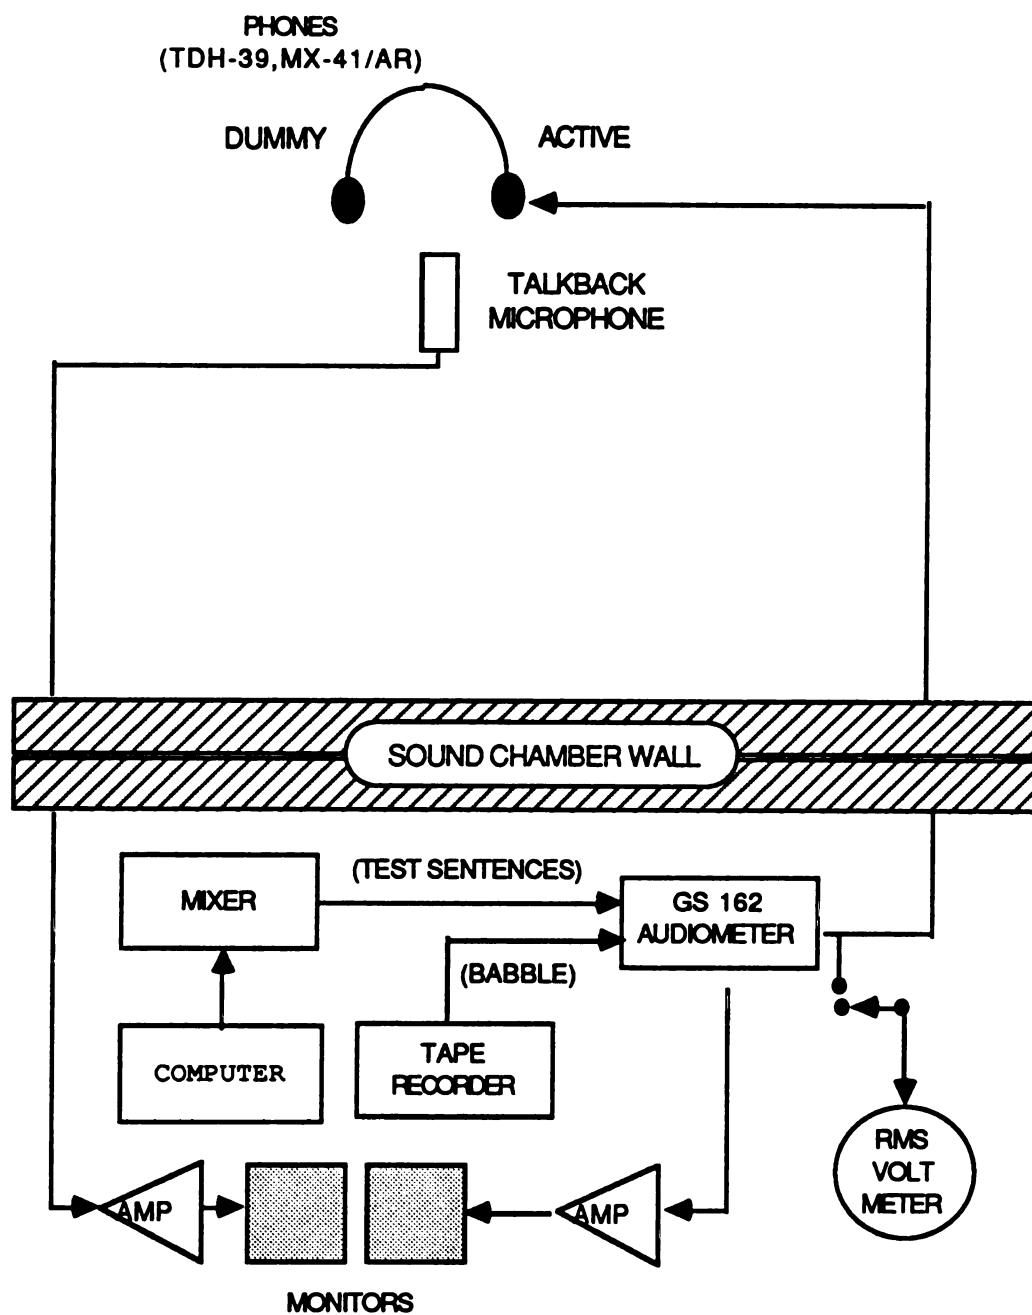 PHONES
(TDH-39,MX-41/AR)
DUMMY
ACTIVE
TALKBACK
MICROPHONE
SOUND CHAMBER WALL
(TEST SENTENCES)
MIXER
GS 162
AUDIOMETER
(BABBLE)
COMPUTER
TAPE
RECORDER
RMS
VOLT
METER
AMP
AMP
MONITORS